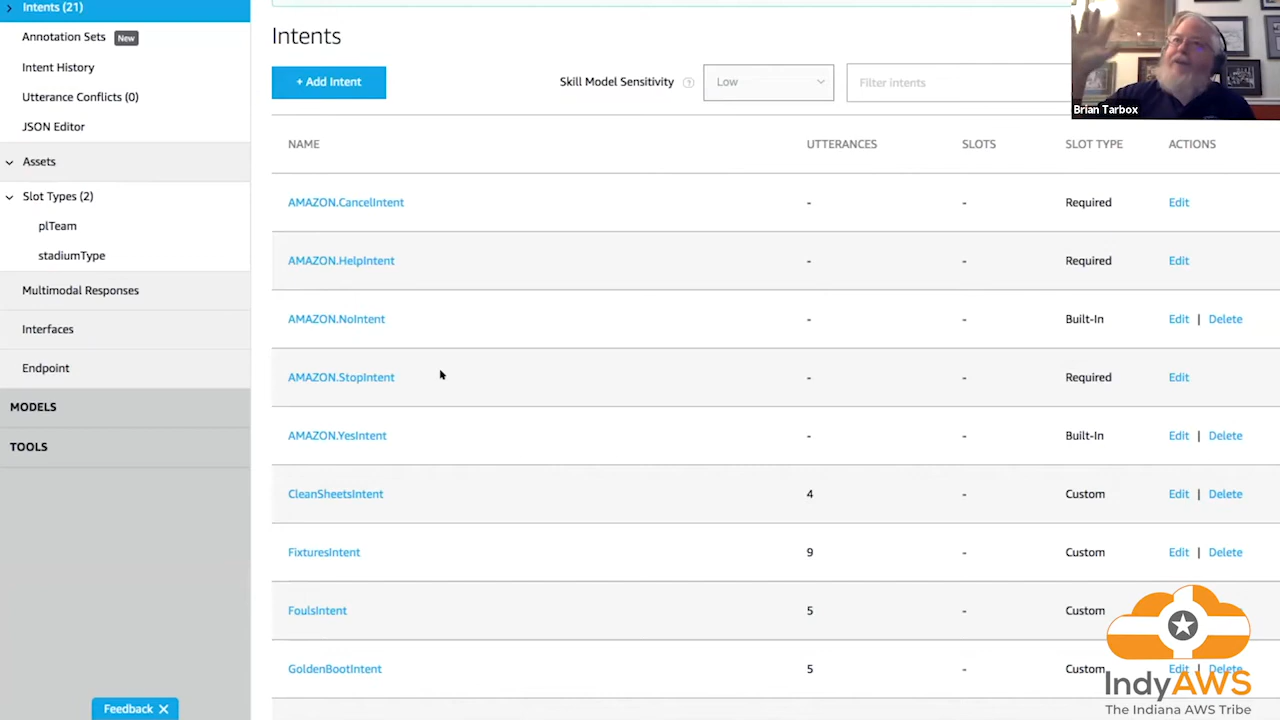 Intents (21)
Annotation Sets New
Intent History
Utterance Conflicts (0)
JSON Editor
Assets
Slot Types (2)
plTeam
stadiumType
Multimodal Responses
Interfaces
Endpoint
MODELS
TOOLS
Feedback
Intents
+ Add Intent
Skill Model Sensitivity ? Low Filter intents
Brian Tarbox
NAME UTTERANCES SLOTS SLOT TYPE ACTIONS
AMAZON.CancelIntent - - Required Edit
AMAZON.HelpIntent - - Required Edit
AMAZON.NoIntent - - Built-In Edit | Delete
AMAZON.StopIntent - - Required Edit
AMAZON.YesIntent - - Built-In Edit | Delete
CleanSheetsIntent 4 - Custom Edit | Delete
FixturesIntent 9 - Custom Edit | Delete
FoulsIntent 5 - Custom
GoldenBootIntent 5 - Custom Edit | Delete
IndyAWS
The Indiana AWS Tribe